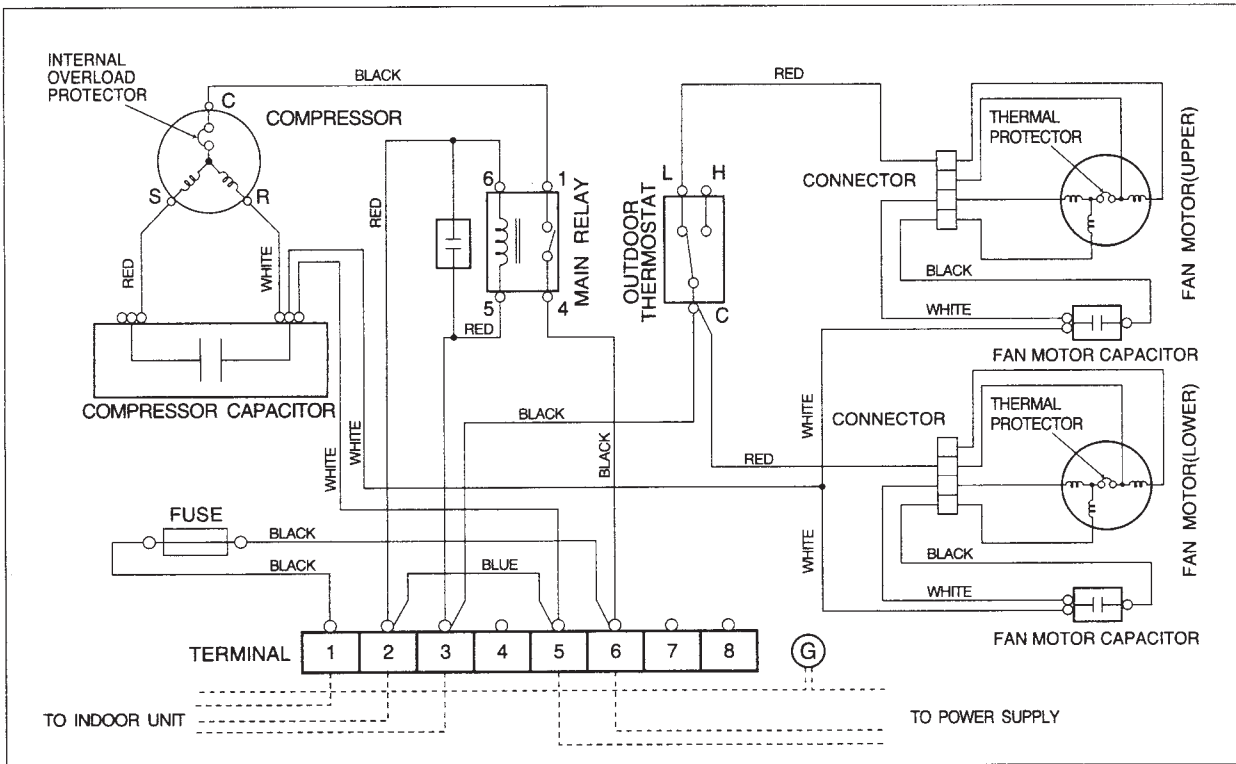 INTERNAL
OVERLOAD
PROTECTOR
BLACK
C
COMPRESSOR
S
R
RED
WHITE
COMPRESSOR CAPACITOR
RED
6
1
MAIN RELAY
5
4
RED
WHITE
WHITE
BLACK
BLACK
RED
L
H
OUTDOOR
THERMOSTAT
C
RED
CONNECTOR
THERMAL
PROTECTOR
FAN MOTOR(UPPER)
BLACK
WHITE
FAN MOTOR CAPACITOR
WHITE
CONNECTOR
THERMAL
PROTECTOR
FAN MOTOR(LOWER)
WHITE
BLACK
WHITE
FAN MOTOR CAPACITOR
FUSE
BLACK
BLACK
BLUE
TERMINAL
1 2 3 4 5 6 7 8
G
TO INDOOR UNIT
TO POWER SUPPLY